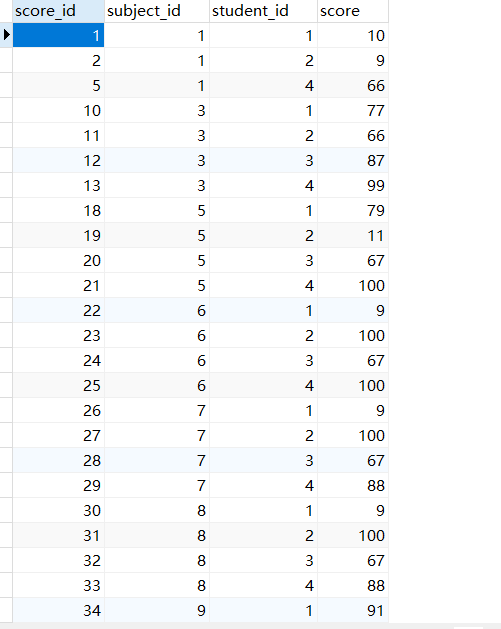 score_id subject_id student_id score
1 1 1 10
2 1 2 9
5 1 4 66
10 3 1 77
11 3 2 66
12 3 3 87
13 3 4 99
18 5 1 79
19 5 2 11
20 5 3 67
21 5 4 100
22 6 1 9
23 6 2 100
24 6 3 67
25 6 4 100
26 7 1 9
27 7 2 100
28 7 3 67
29 7 4 88
30 8 1 9
31 8 2 100
32 8 3 67
33 8 4 88
34 9 1 91